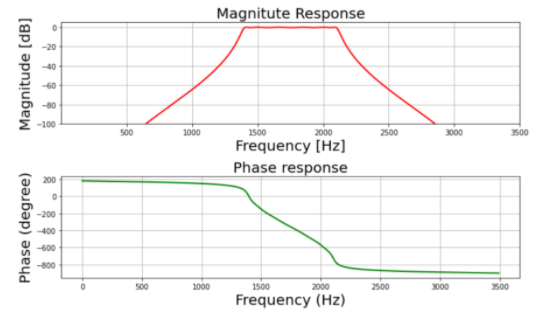 Magnitute Response
Magnitude [dB]
0
−20
−40
−60
−80
−100
500 1000 1500 2000 2500 3000 3500
Frequency [Hz]
Phase response
Phase (degree)
200
0
−200
−400
−600
−800
0 500 1000 1500 2000 2500 3000 3500
Frequency (Hz)